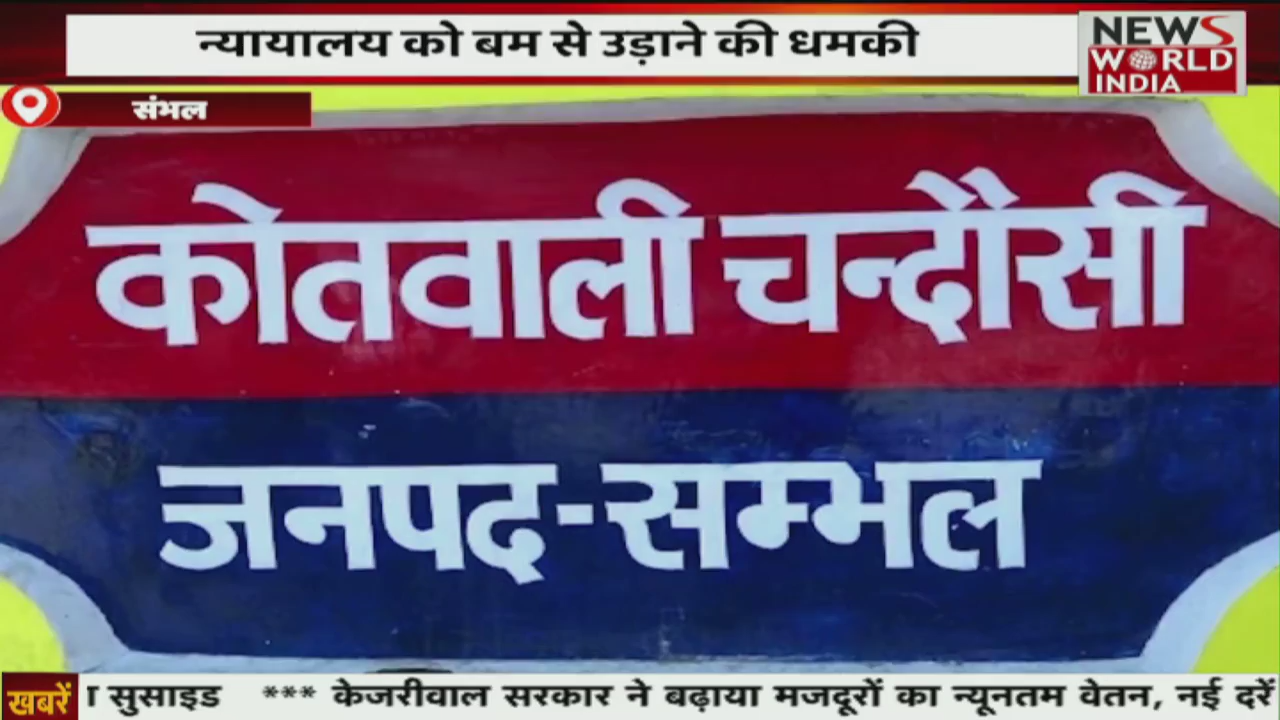 न्यायालय को बम से उड़ाने की धमकी
NEWS
WORLD
INDIA
संभल
कोतवाली चन्दौसी
जनपद-सम्भल
खबरें
सुसाइड *** केजरीवाल सरकार ने बढ़ाया मजदूरों का न्यूनतम वेतन, नई दरें